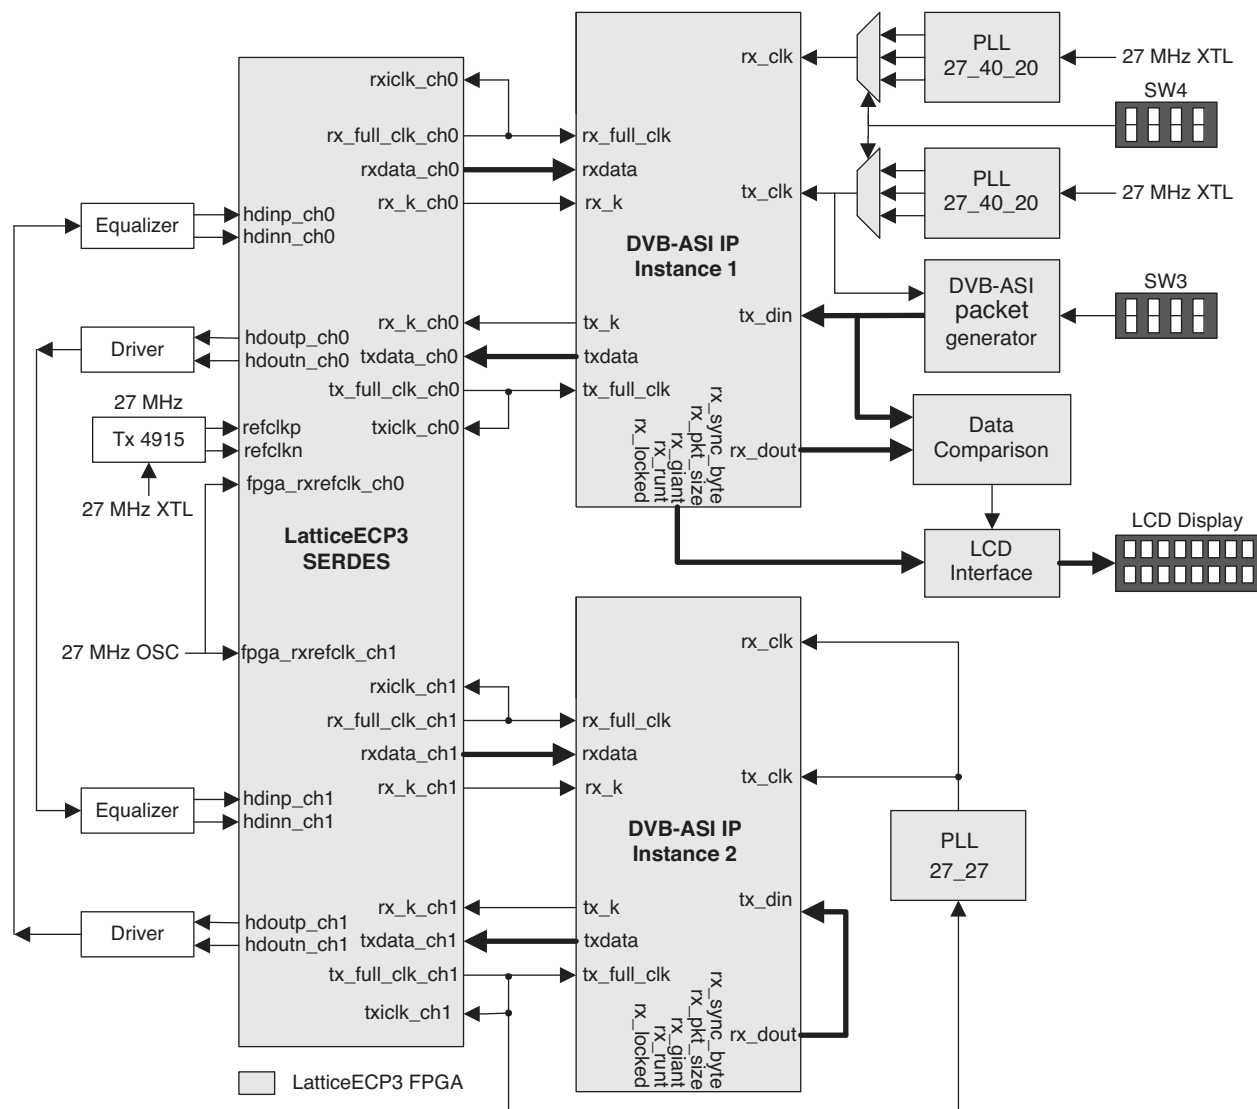 rx_clk
PLL
27_40_20
27 MHz XTL
SW4
rxiclk_ch0
rx_full_clk_ch0
rx_full_clk
rxdata_ch0
rxdata
rx_k_ch0
rx_k
tx_clk
PLL
27_40_20
27 MHz XTL
Equalizer
hdinp_ch0
hdinn_ch0
DVB-ASI IP
Instance 1
DVB-ASI
packet
generator
SW3
rx_k_ch0
tx_k
tx_din
Driver
hdoutp_ch0
hdoutn_ch0
txdata_ch0
txdata
tx_full_clk_ch0
tx_full_clk
27 MHz
Tx 4915
refclkp
refclkn
txiclk_ch0
rx_locked
rx_runt
rx_giant
rx_pkt_size
rx_sync_byte
rx_dout
Data
Comparison
27 MHz XTL
fpga_rxrefclk_ch0
LatticeECP3
SERDES
LCD
Interface
LCD Display
27 MHz OSC
fpga_rxrefclk_ch1
rx_clk
rxiclk_ch1
rx_full_clk_ch1
rx_full_clk
rxdata_ch1
rxdata
rx_k_ch1
rx_k
tx_clk
Equalizer
hdinp_ch1
hdinn_ch1
DVB-ASI IP
Instance 2
PLL
27_27
rx_k_ch1
tx_k
tx_din
Driver
hdoutp_ch1
hdoutn_ch1
txdata_ch1
txdata
tx_full_clk_ch1
tx_full_clk
txiclk_ch1
rx_locked
rx_runt
rx_giant
rx_pkt_size
rx_sync_byte
rx_dout
LatticeECP3 FPGA